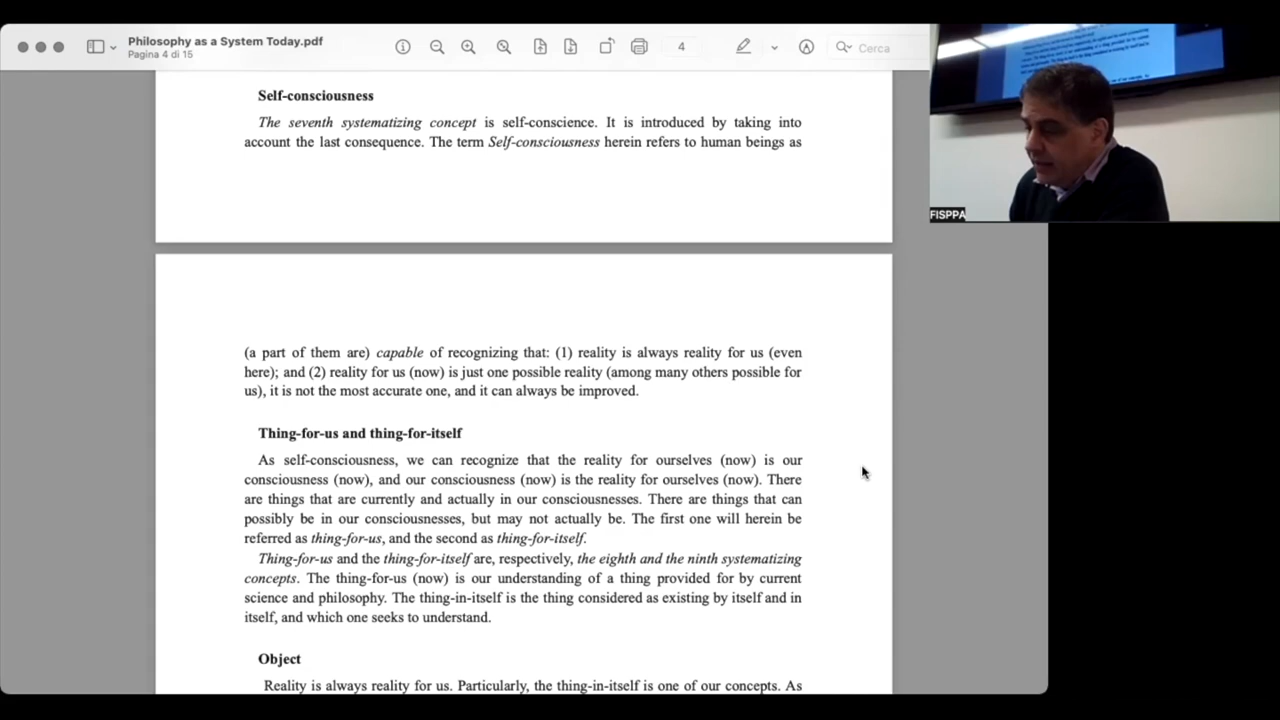 Philosophy as a System Today.pdf
Pagina 4 di 15
4
Cerca
Self-consciousness
The seventh systematizing concept is self-conscience. It is introduced by taking into
account the last consequence. The term Self-consciousness herein refers to human beings as
FISPPA
(a part of them are) capable of recognizing that: (1) reality is always reality for us (even
here); and (2) reality for us (now) is just one possible reality (among many others possible for
us), it is not the most accurate one, and it can always be improved.
Thing-for-us and thing-for-itself
As self-consciousness, we can recognize that the reality for ourselves (now) is our
consciousness (now), and our consciousness (now) is the reality for ourselves (now). There
are things that are currently and actually in our consciousnesses. There are things that can
possibly be in our consciousnesses, but may not actually be. The first one will herein be
referred as thing-for-us, and the second as thing-for-itself.
Thing-for-us and the thing-for-itself are, respectively, the eighth and the ninth systematizing
concepts. The thing-for-us (now) is our understanding of a thing provided for by current
science and philosophy. The thing-in-itself is the thing considered as existing by itself and in
itself, and which one seeks to understand.
Object
Reality is always reality for us. Particularly, the thing-in-itself is one of our concepts. As